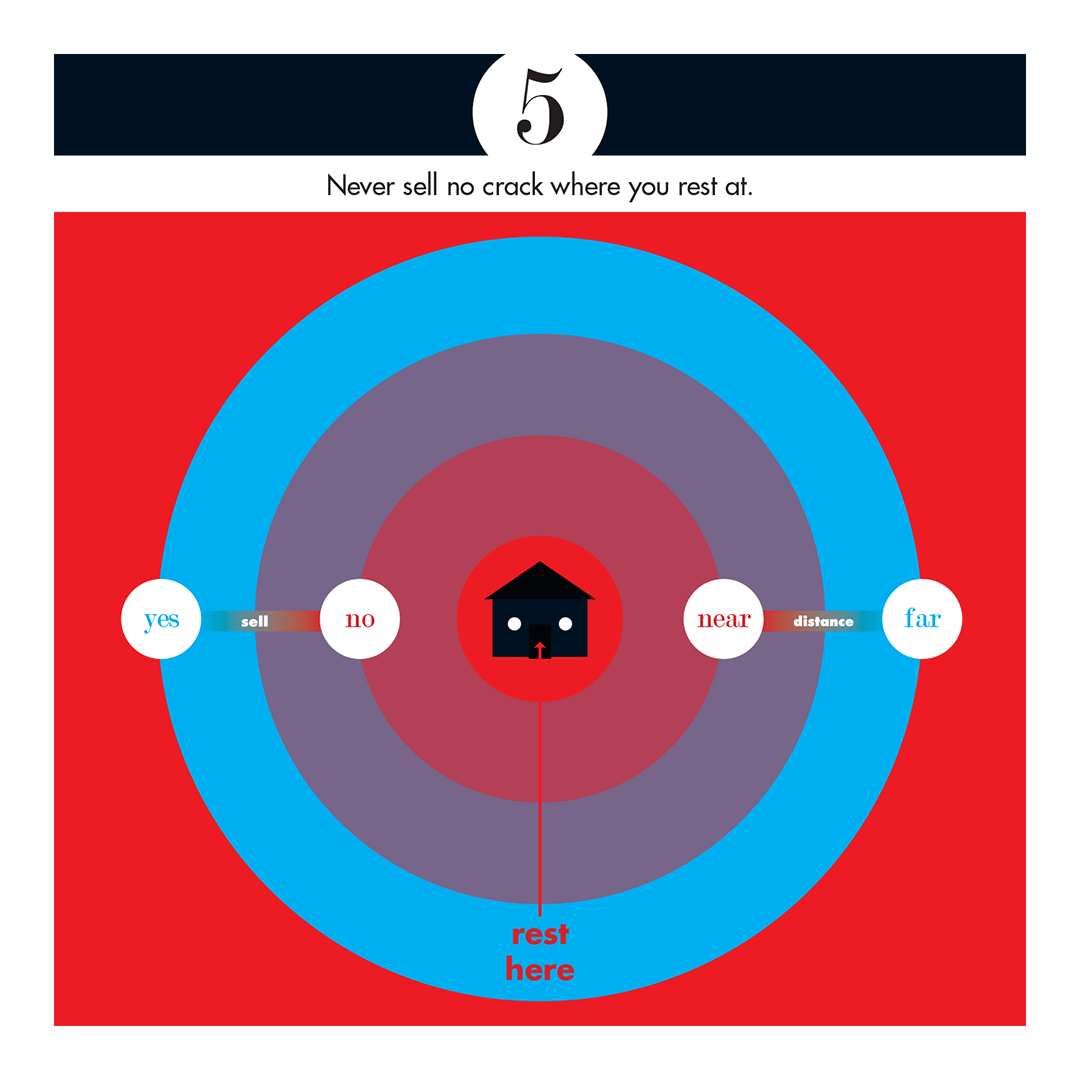 5
Never sell no crack where you rest at.
yes
sell
no
near
distance
far
rest
here